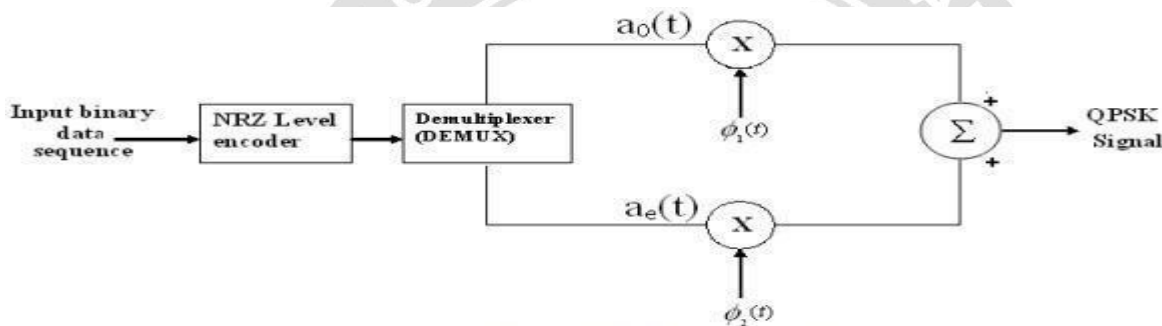 Input binary
data
sequence
NRZ Level
encoder
Demultiplexer
(DEMUX)
a₀(t)
X
ϕ₁(t)
aₑ(t)
X
ϕ₂(t)
+
Σ
+
QPSK
Signal